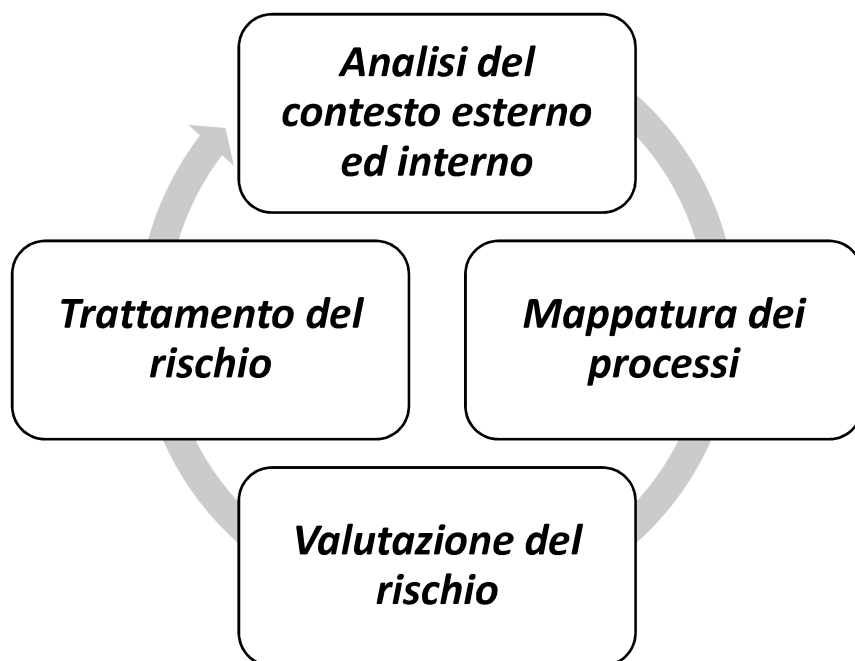 Analisi del
contesto esterno
ed interno
Trattamento del
rischio
Mappatura dei
processi
Valutazione del
rischio